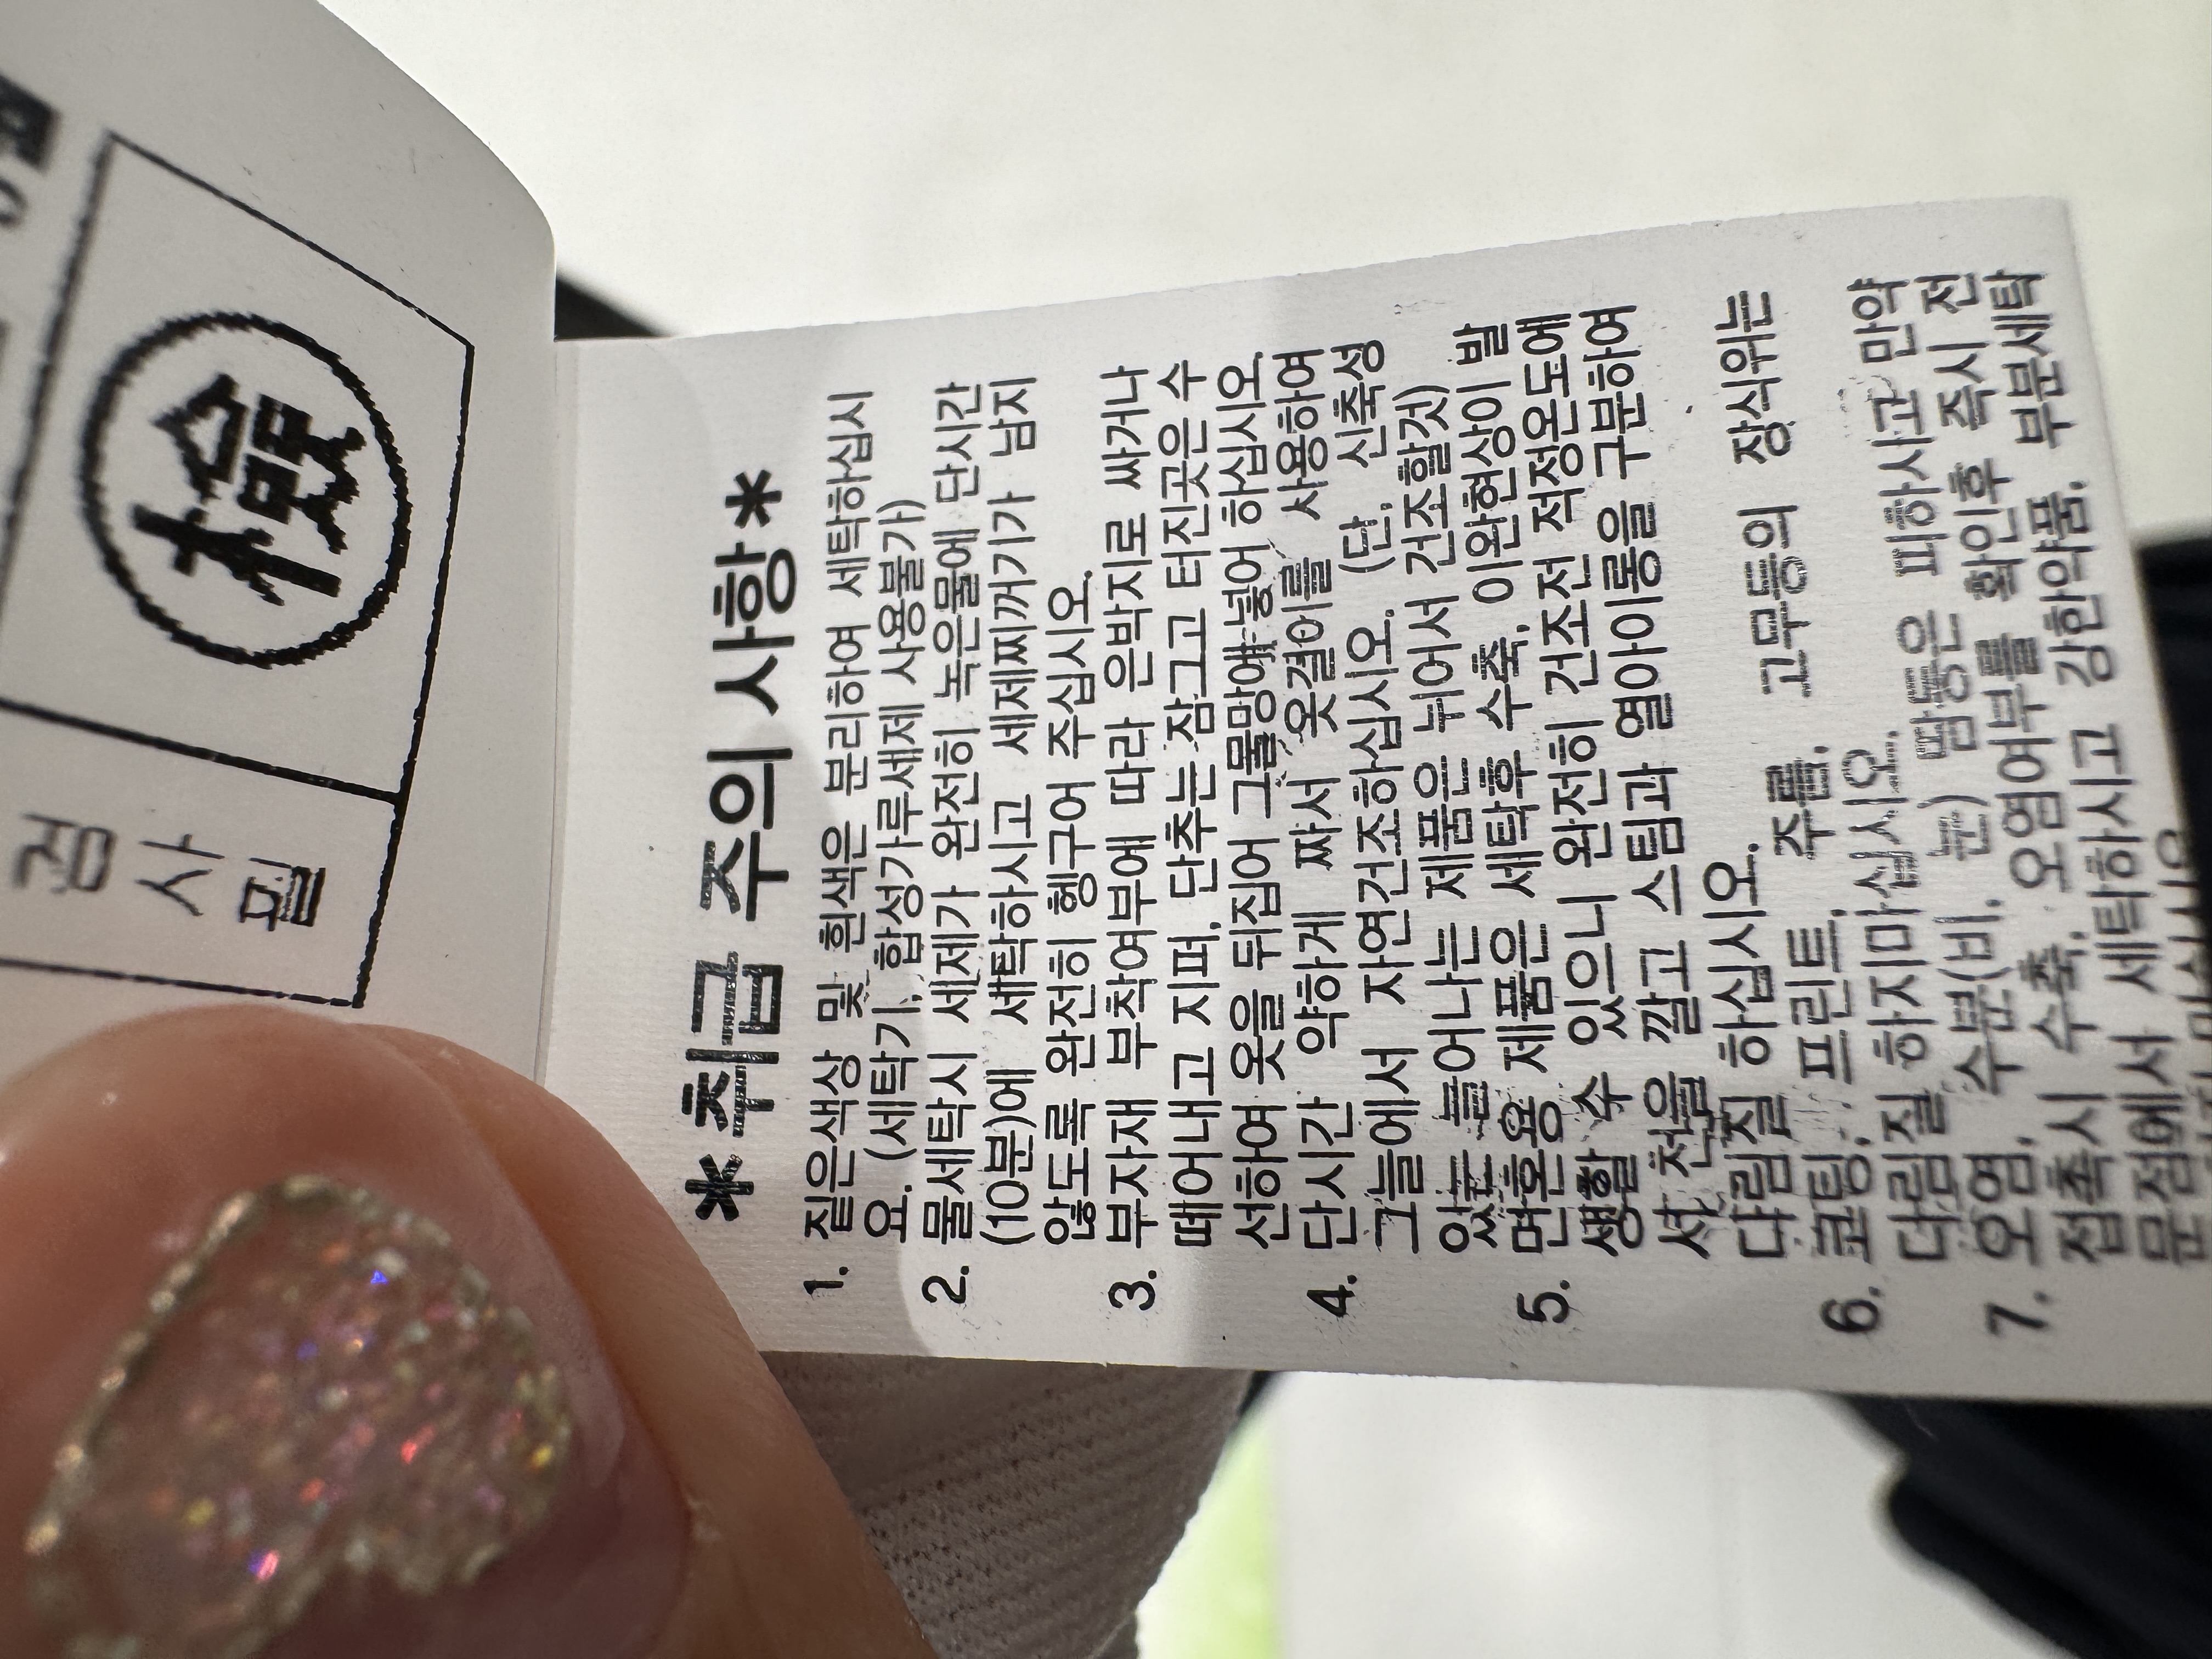 검
사
필
檢
* 취급 주의 사항 *
1. 짙은색상 및 흰색은 분리하여 세탁하십시
요. (세탁기, 합성가루세제 사용불가)
2. 물세탁시 세제가 완전히 녹은물에 단시간
(10분)에 세탁하시고 세제찌꺼기가 남지
않도록 완전히 헹구어 주십시오.
3. 부자재 부착여부에 따라 은박지로 싸거나
떼어내고 지퍼, 단추는 잠그고 터진곳은 수
선하여 옷을 뒤집어 그물망에 넣어 하십시오.
4. 단시간 약하게 짜서 옷걸이를 사용하여
그늘에서 자연건조하십시오. (단, 신축성
있는 늘어나는 제품은 뉘어서 건조할것)
5. 면혼용 제품은 세탁후 수축, 이완현상이 발
생할 수 있으니 완전히 건조전 적정온도에
서 천을 깔고 스팀과 열아이롱을 구분하여
다림질 하십시오.
6. 코팅, 프린트, 주름, 고무등의 장식위는
다림질 하지마십시오.
7. 오염, 수분(비, 눈) 땀등은 피하시고 만약
접촉시 수축, 오염여부를 확인후 즉시 전
문점에서 세탁하시고 강한약품, 부분세탁